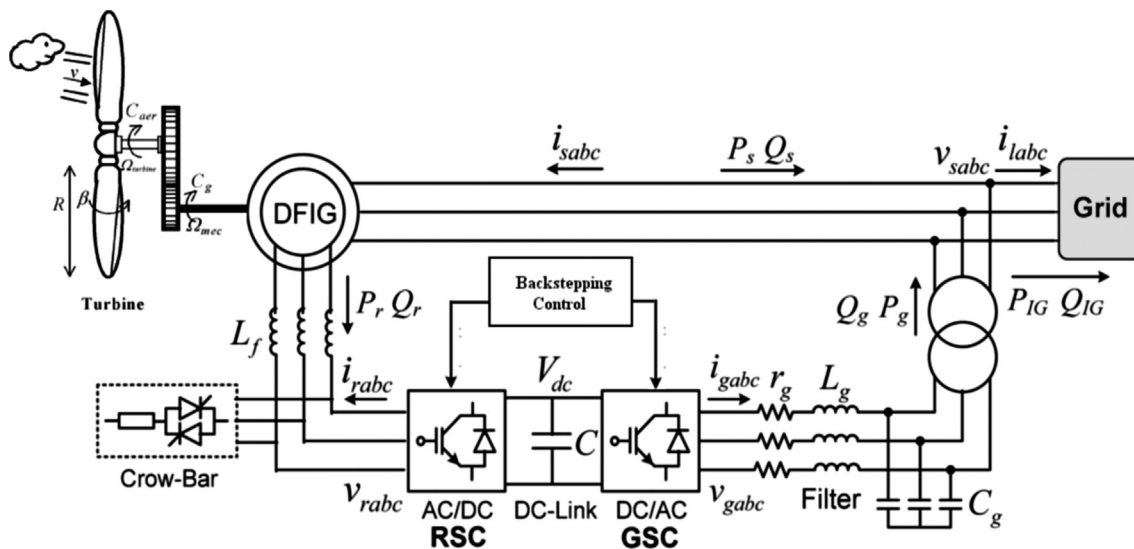 v
C_aer
Ω_turbine
C_g
R
β
Ω_mec
Turbine
DFIG
i_sabc
P_s Q_s
v_sabc
i_labc
Grid
Backstepping
Control
P_r Q_r
Q_g P_g
P_IG Q_IG
L_f
i_rabc
V_dc
i_gabc
r_g
L_g
C
Crow-Bar
v_rabc
AC/DC
RSC
DC-Link
DC/AC
GSC
v_gabc
Filter
C_g